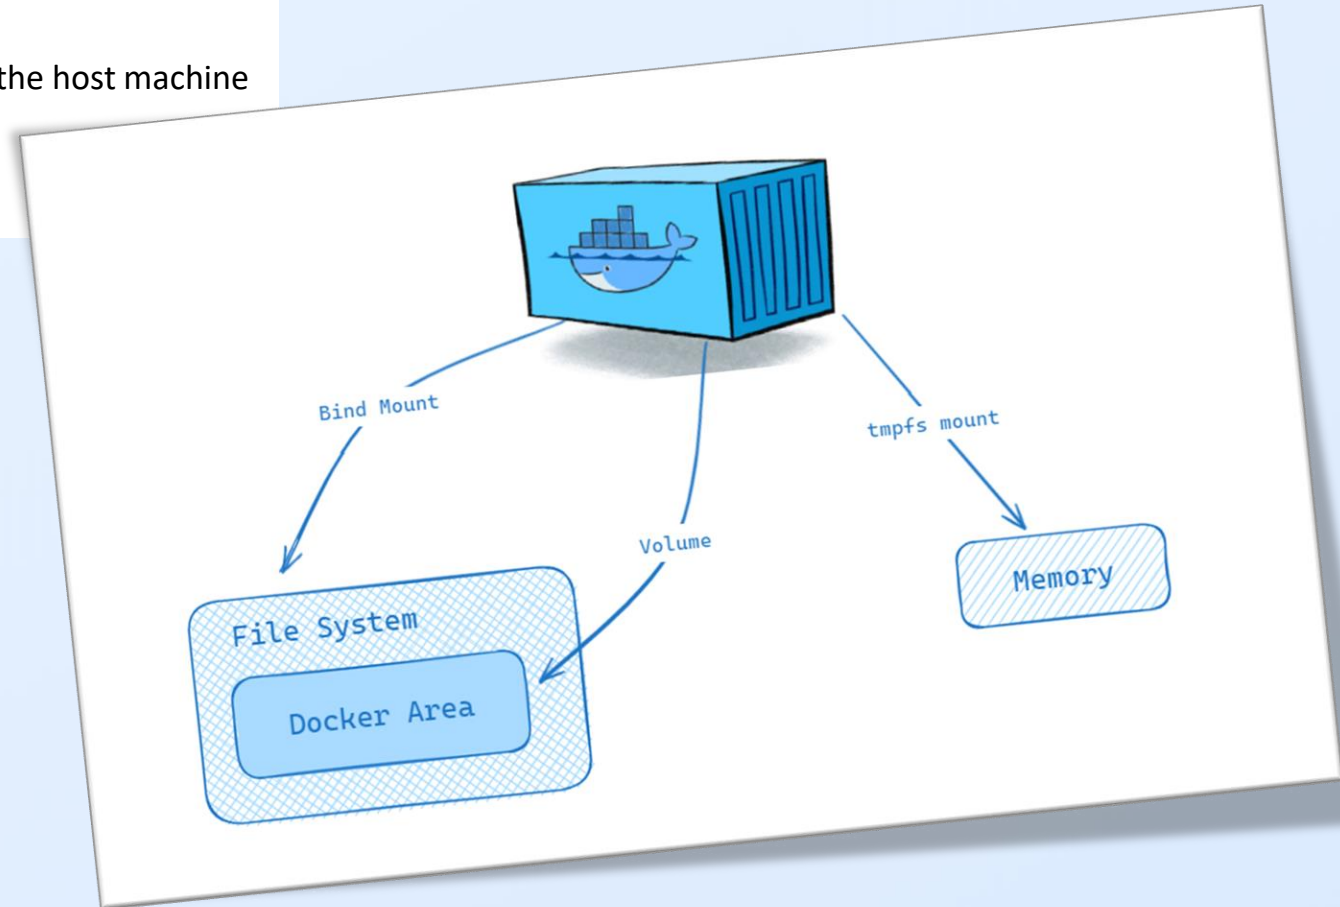 the host machine
Bind Mount
tmpfs mount
Volume
File System
Memory
Docker Area